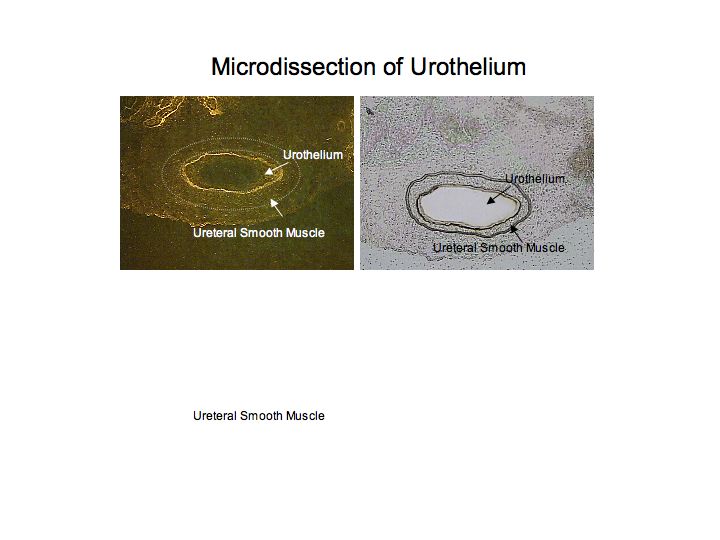 Microdissection of Urothelium
Urothelium
Ureteral Smooth Muscle
Urothelium
Ureteral Smooth Muscle
Ureteral Smooth Muscle